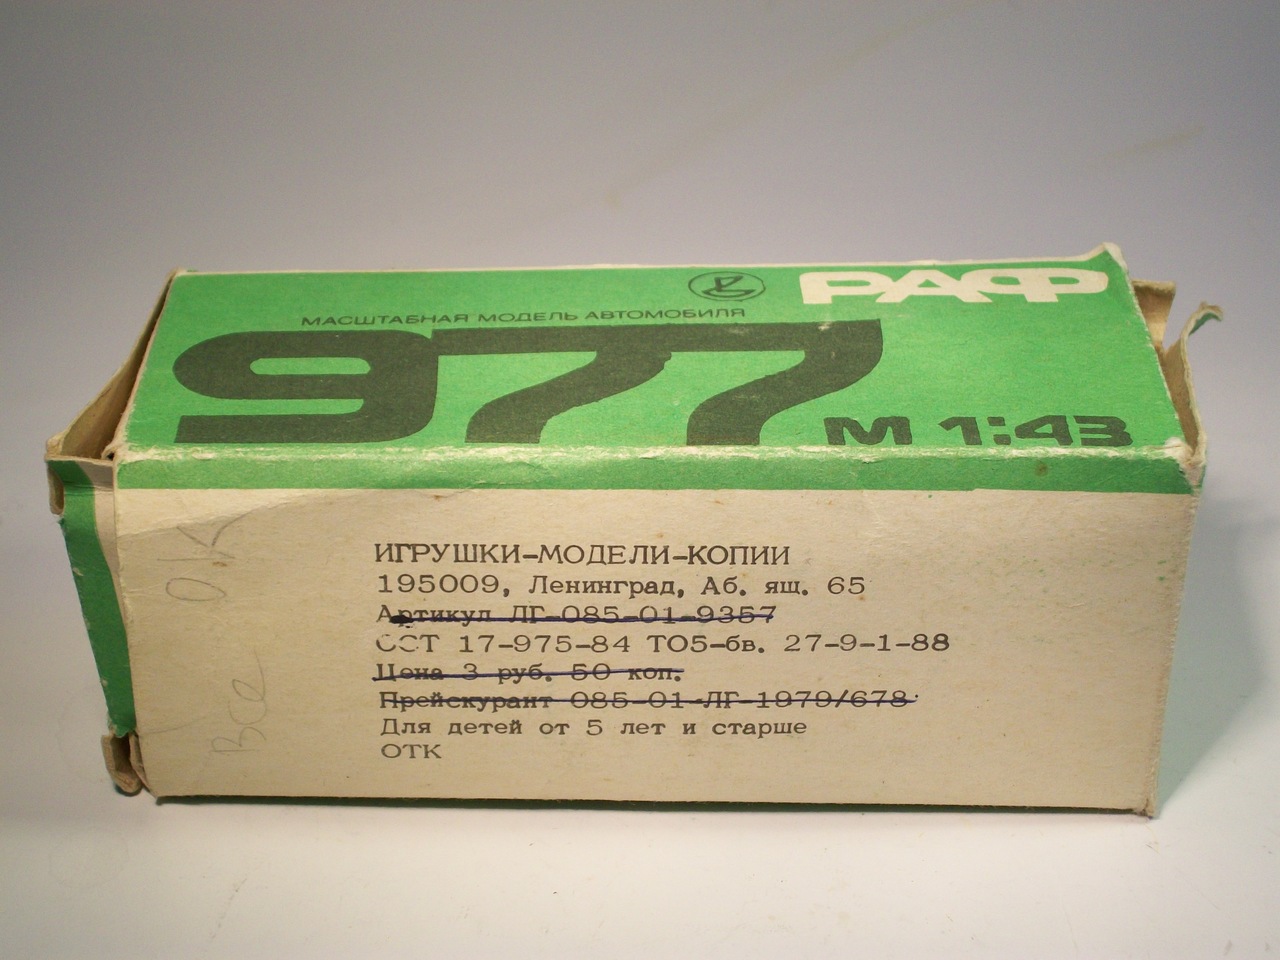 РАФ
МАСШТАБНАЯ МОДЕЛЬ АВТОМОБИЛЯ
977
М 1:43
ИГРУШКИ-МОДЕЛИ-КОПИИ
195009, Ленинград, Аб. ящ. 65
Артикул ЛГ-085-01-9357
ОСТ 17-975-84 ТО5-бв. 27-9-1-88
Цена 3 руб. 50 коп.
Прейскурант 085-01-ЛГ-1979/678
Для детей от 5 лет и старше
ОТК
Все ОК